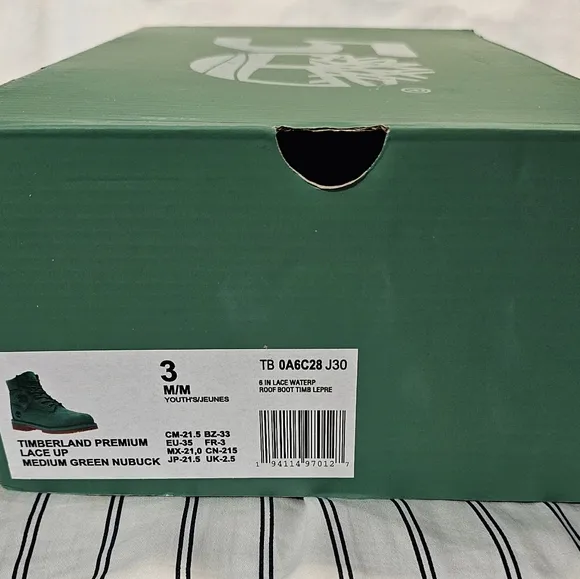 ®
3
M/M
YOUTH'S/JEUNES
TB 0A6C28 J30
6 IN LACE WATERP
ROOF BOOT TIMB LEPRE
TIMBERLAND PREMIUM
LACE UP
MEDIUM GREEN NUBUCK
CM-21.5 BZ-33
EU-35 FR-3
MX-21,0 CN-215
JP-21.5 UK-2.5
1 94114 97012 7